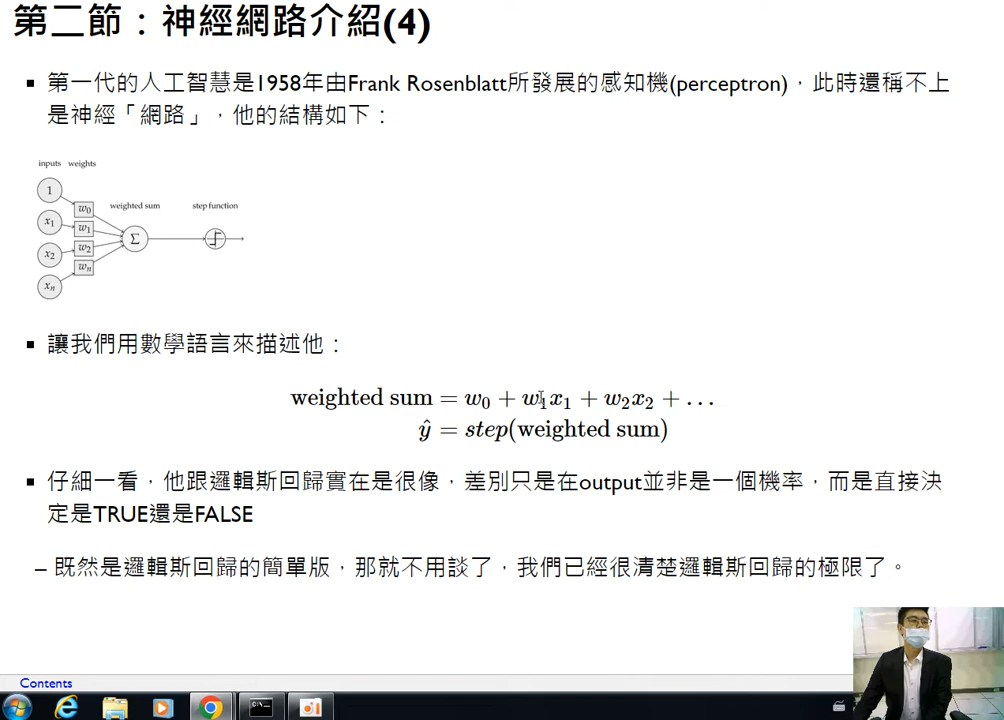 第二節：神經網路介紹(4)
第一代的人工智慧是1958年由Frank Rosenblatt所發展的感知機(perceptron)，此時還稱不上
是神經「網路」，他的結構如下：
inputs weights
1
w0
weighted sum
step function
x1
w1
Σ
x2
w2
wn
xn
讓我們用數學語言來描述他：
weighted sum = w0 + w1x1 + w2x2 + ...
ŷ = step(weighted sum)
仔細一看，他跟邏輯斯回歸實在是很像，差別只是在output並非是一個機率，而是直接決
定是TRUE還是FALSE
– 既然是邏輯斯回歸的簡單版，那就不用談了，我們已經很清楚邏輯斯回歸的極限了。
Contents